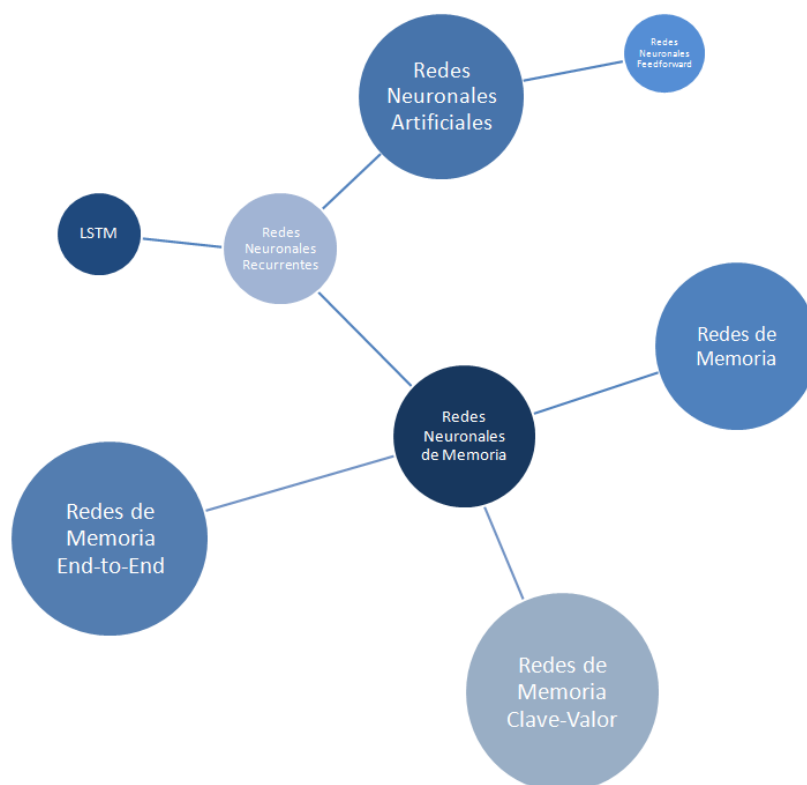 Redes
Neuronales
Artificiales
Redes
Neuronales
Feedforward
LSTM
Redes
Neuronales
Recurrentes
Redes de
Memoria
Redes
Neuronales
de Memoria
Redes de
Memoria
End-to-End
Redes de
Memoria
Clave-Valor